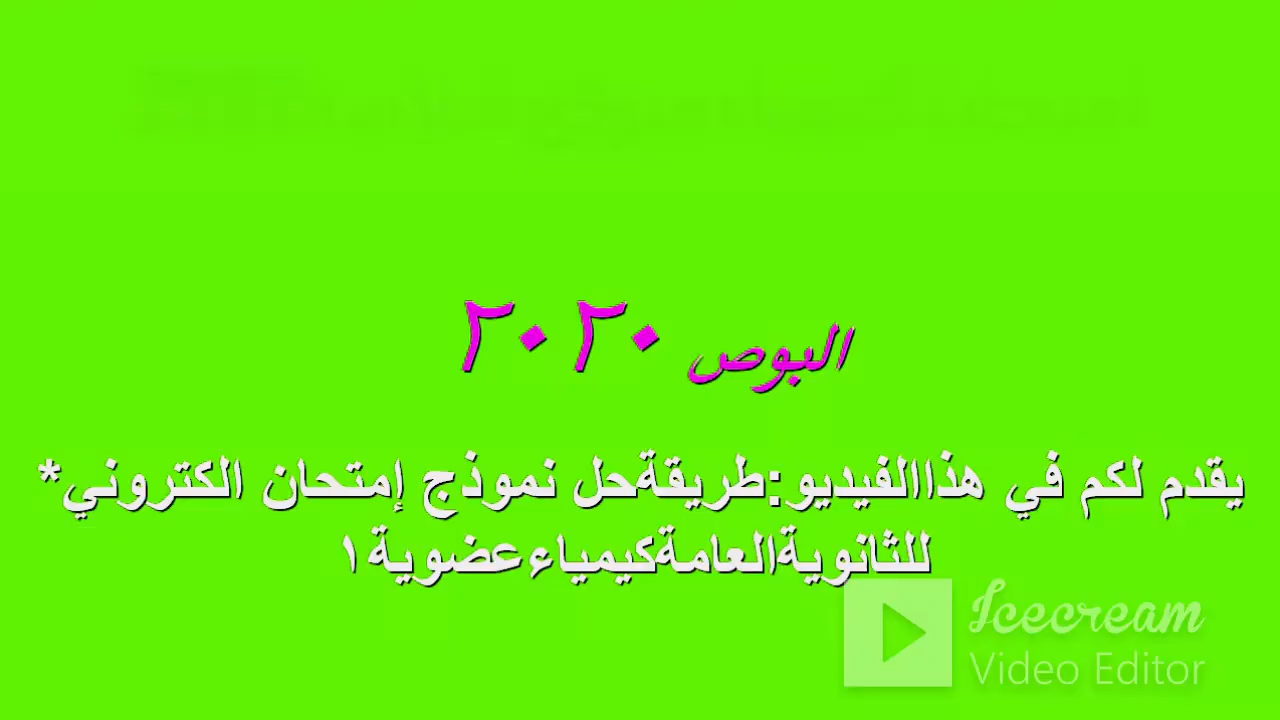 البوص ٢٠٢٠
يقدم لكم في هذاالفيديو:طريقةحل نموذج إمتحان الكتروني*
للثانويةالعامةكيمياءعضوية١
Icecream
Video Editor